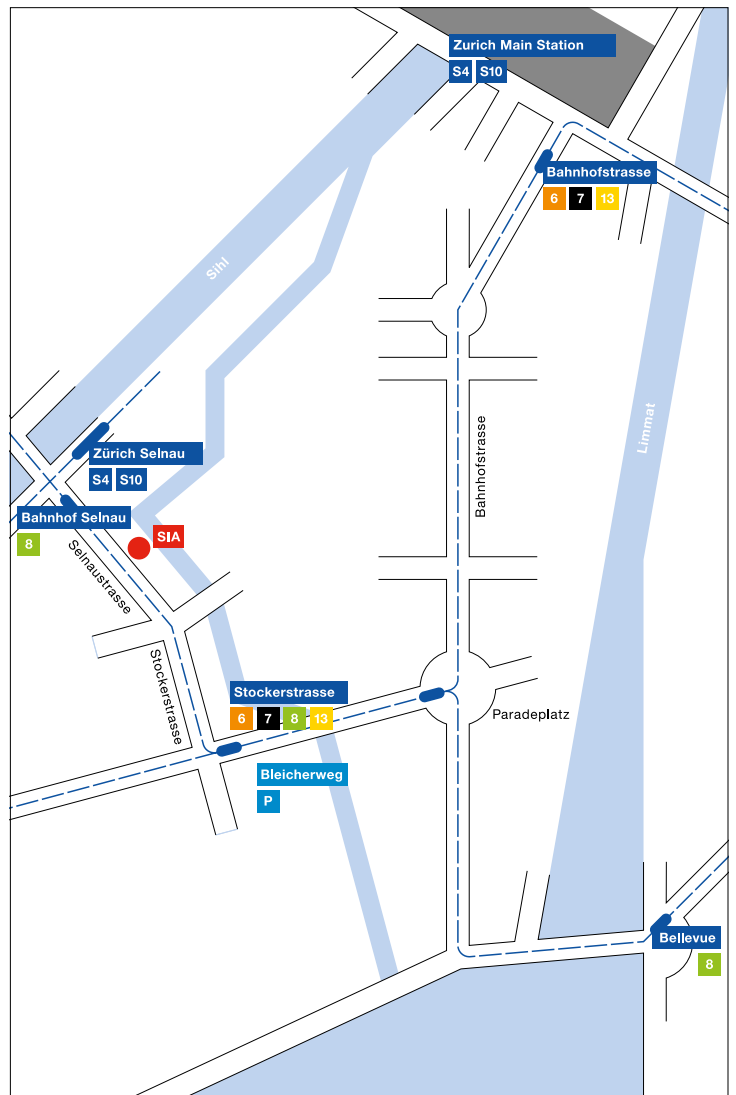 Zurich Main Station
S4 S10
Bahnhofstrasse
6 7 13
Sihl
Limmat
Bahnhofstrasse
Zürich Selnau
S4 S10
Bahnhof Selnau
8
SIA
Selnaustrasse
Stockerstrasse
Stockerstrasse
6 7 8 13
Paradeplatz
Bleicherweg
P
Bellevue
8